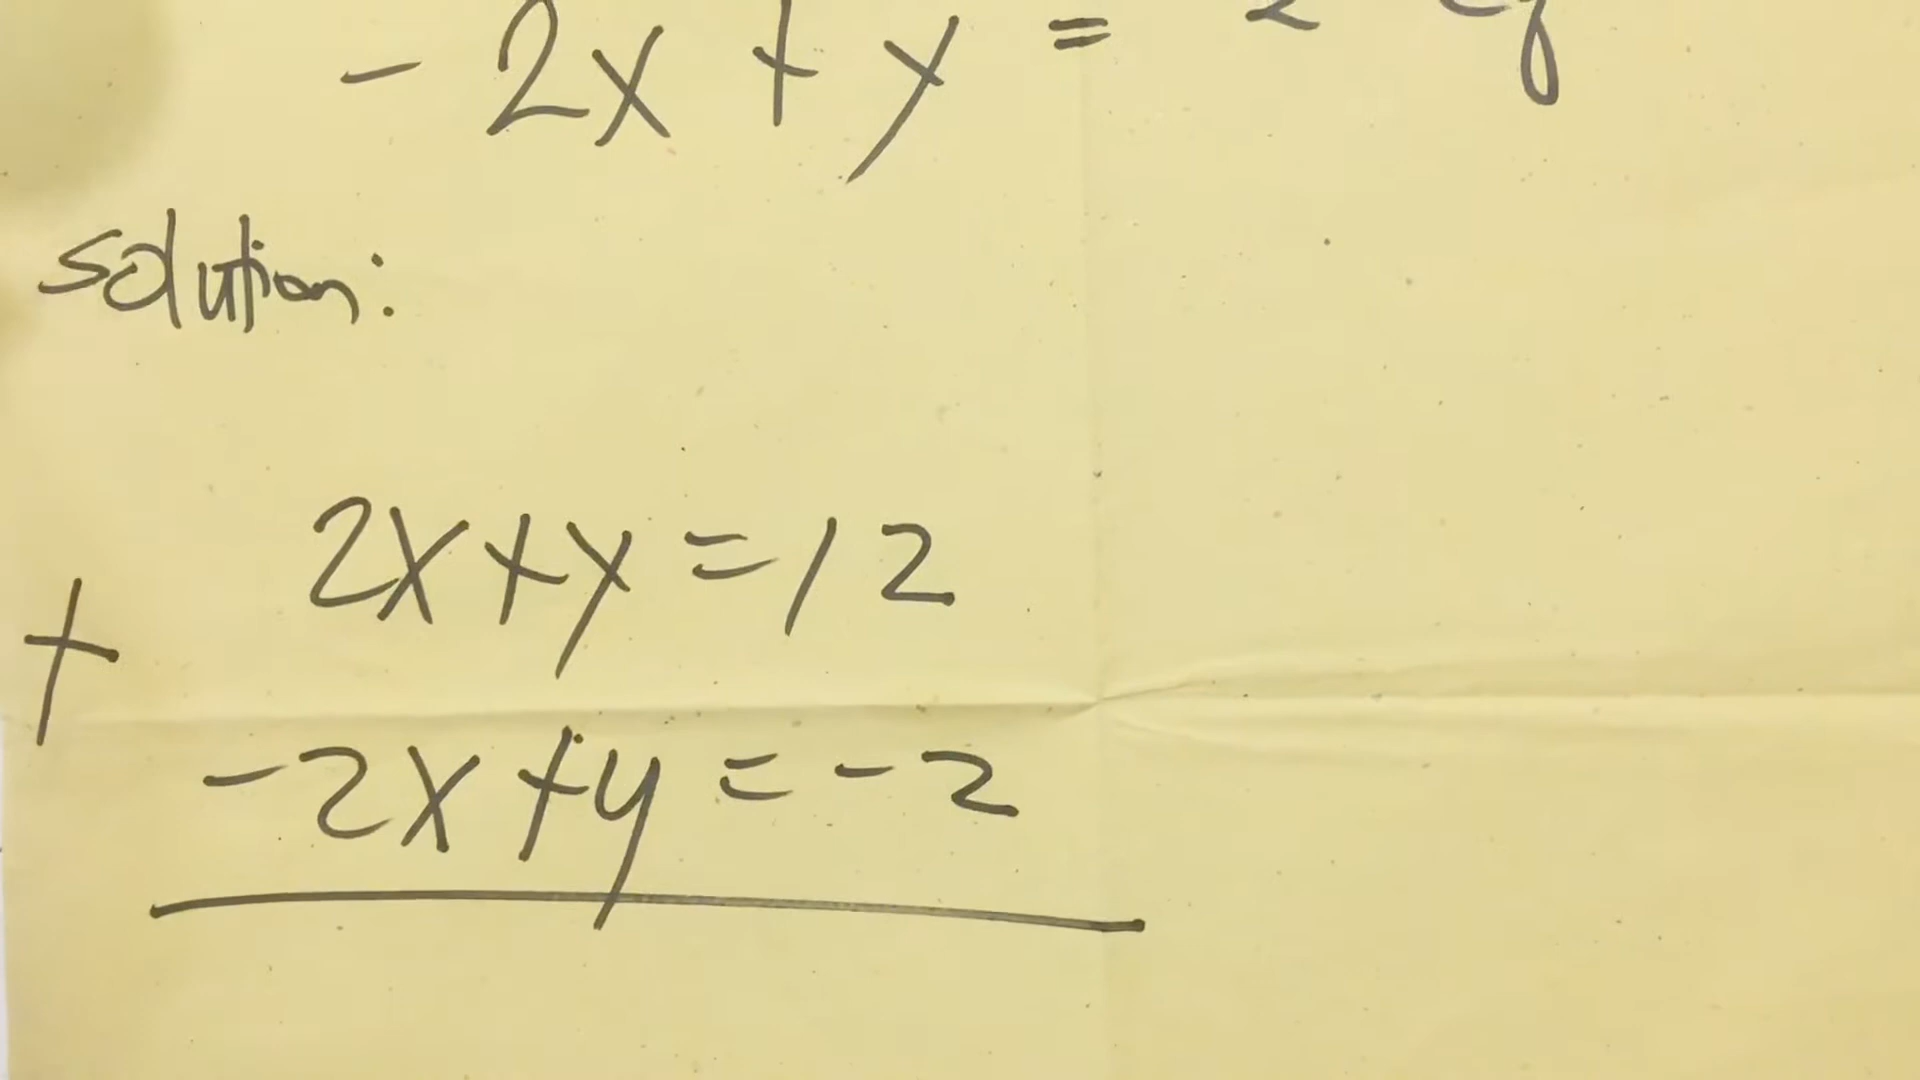 - 2x + y =
solution:
2x+y=12
+
-2x+y=-2